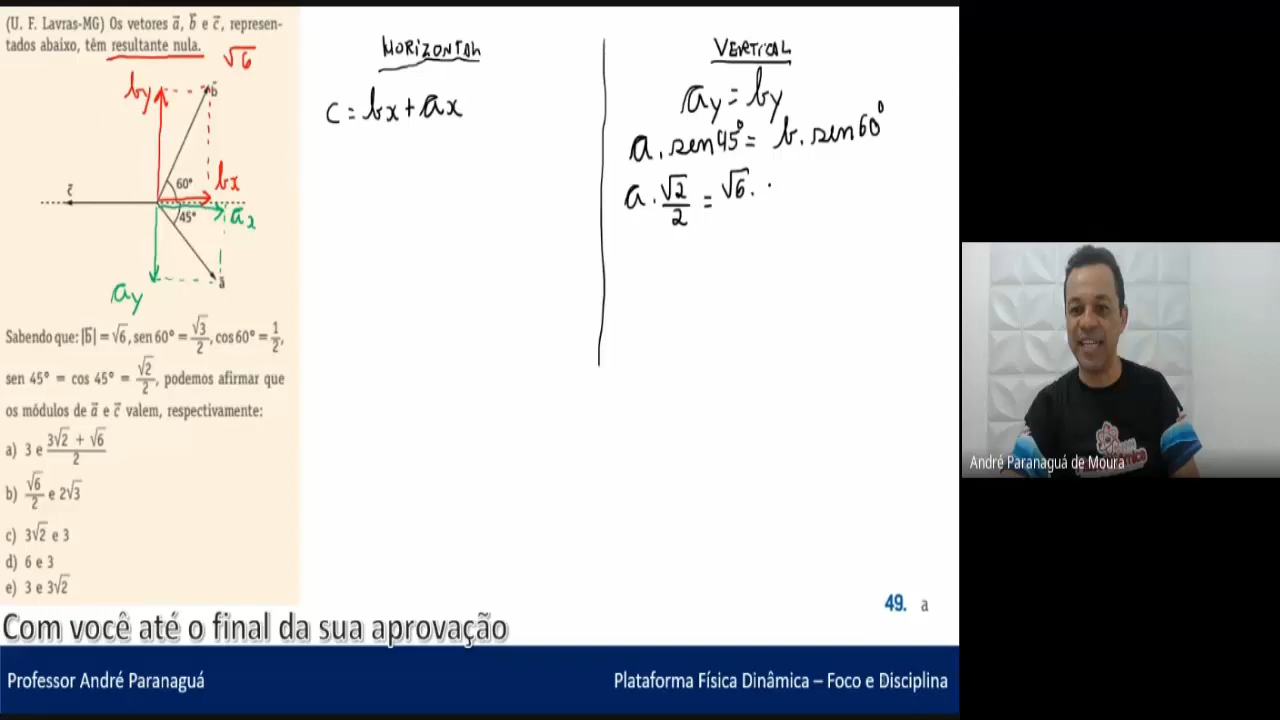 (U. F. Lavras-MG) Os vetores a⃗, b⃗ e c⃗, represen-
tados abaixo, têm resultante nula.
√6
by
b⃗
60°
bx
c⃗
45°
a⃗x
ay
a⃗
Sabendo que: |b⃗| = √6, sen 60° = √3/2, cos 60° = 1/2,
sen 45° = cos 45° = √2/2, podemos afirmar que
os módulos de a⃗ e c⃗ valem, respectivamente:
a) 3 e (3√2 + √6)/2
b) √6/2 e 2√3
c) 3√2 e 3
d) 6 e 3
e) 3 e 3√2
HORIZONTAL
c = bx + ax
VERTICAL
ay = by
a . sen45° = b . sen60°
a . √2/2 = √6 .
49. a
André Paranaguá de Moura
Com você até o final da sua aprovação
Professor André Paranaguá
Plataforma Física Dinâmica – Foco e Disciplina